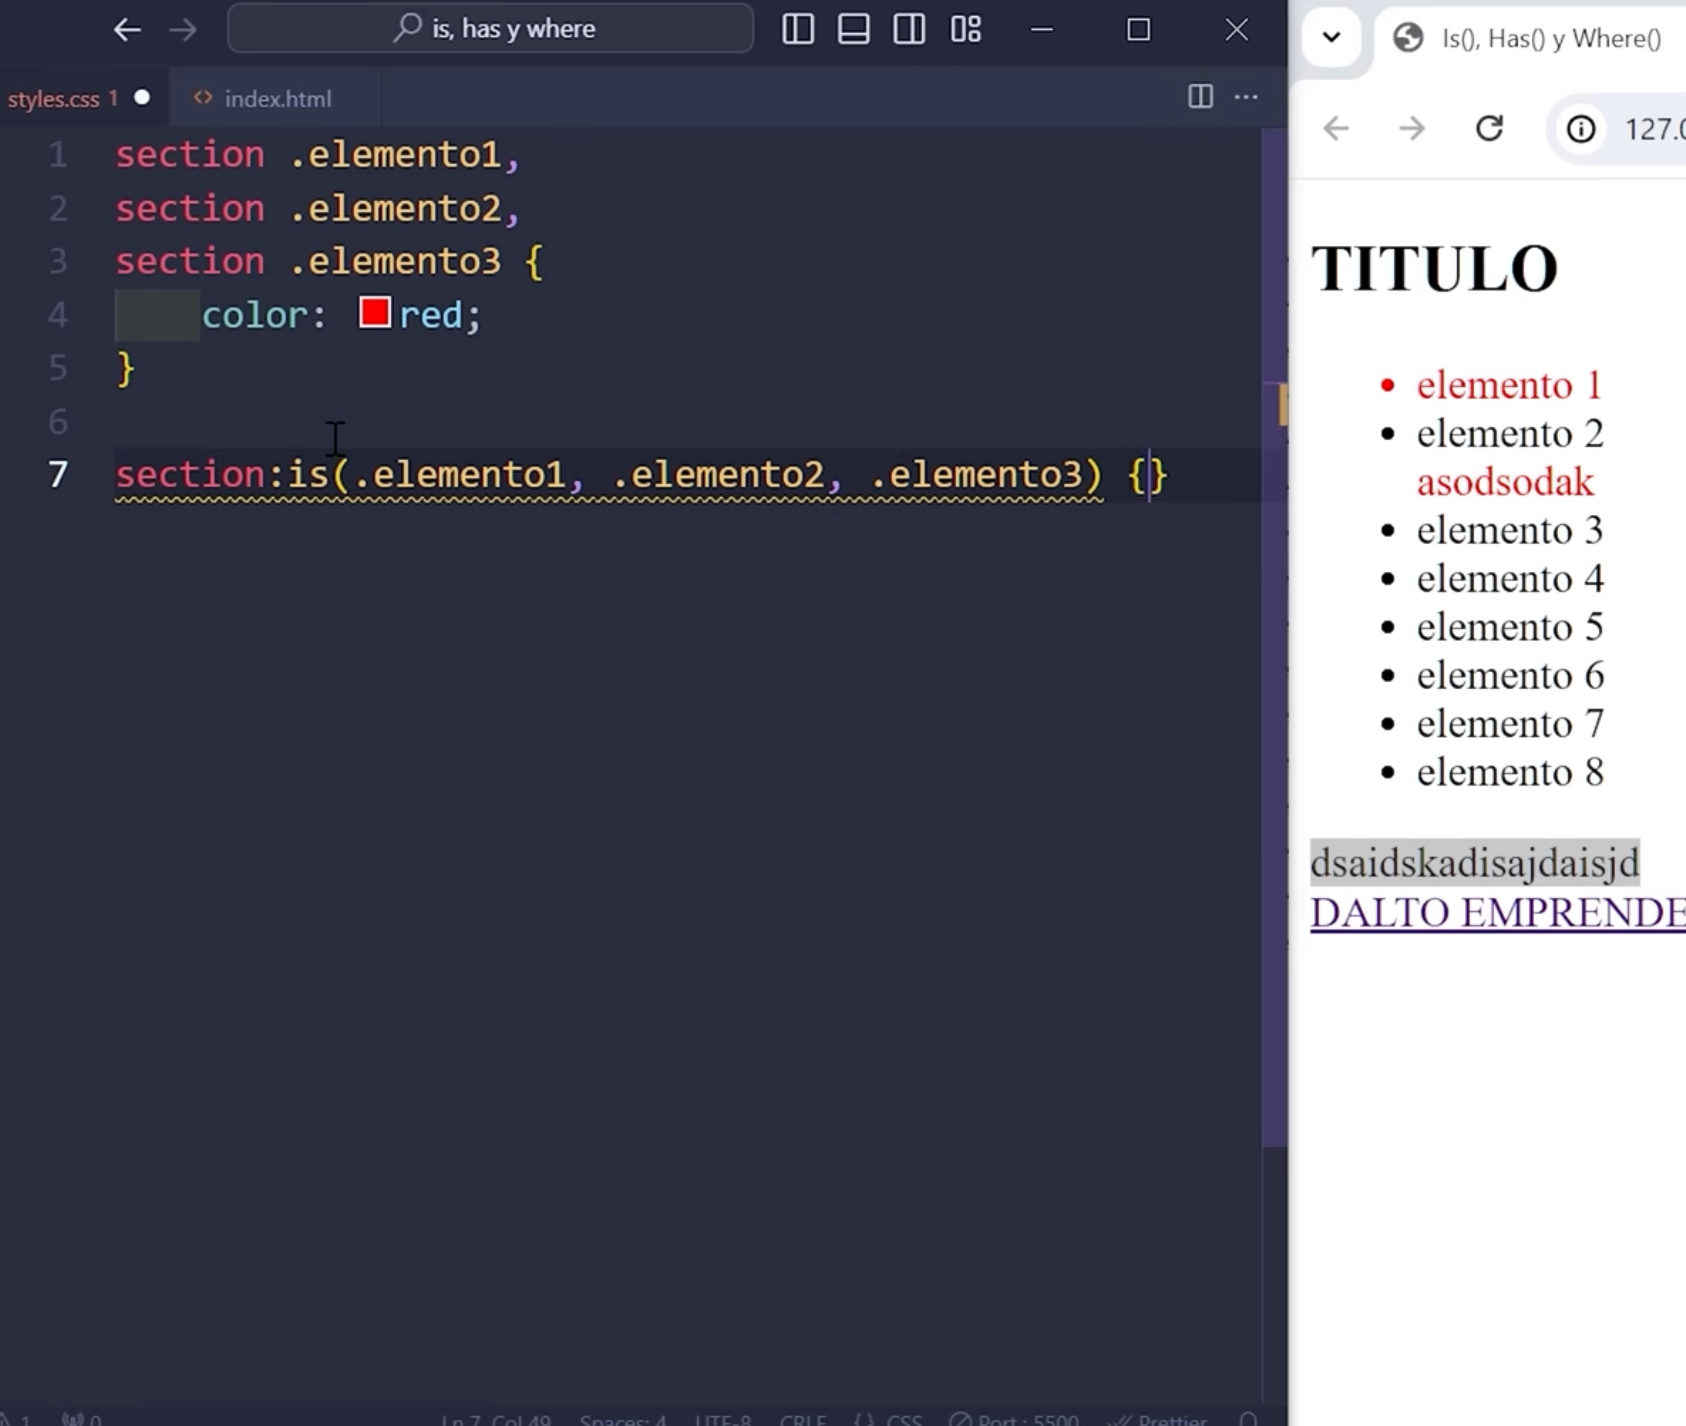 is, has y where
styles.css 1
index.html
1 section .elemento1,
2 section .elemento2,
3 section .elemento3 {
4 color: red;
5 }
6
7 section:is(.elemento1, .elemento2, .elemento3) {}
Ln 7, Col 49 Spaces: 4 UTF-8 CRLF {} CSS Port : 5500 Prettier
Is(), Has() y Where()
127.0
TITULO
elemento 1
elemento 2
asodsodak
elemento 3
elemento 4
elemento 5
elemento 6
elemento 7
elemento 8
dsaidskadisajdaisjd
DALTO EMPRENDE